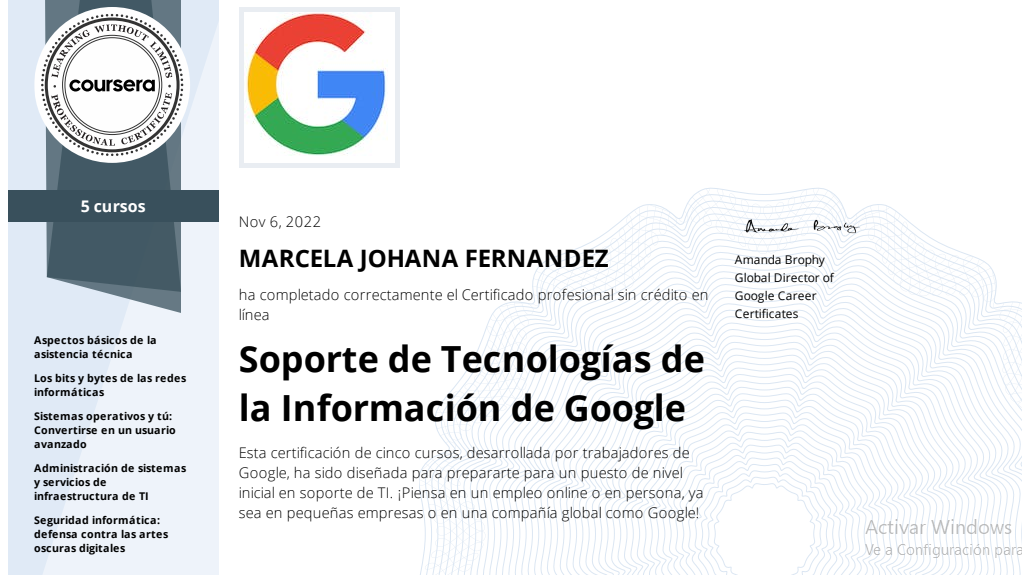 LEARNING WITHOUT LIMITS
coursera
PROFESSIONAL CERTIFICATE
5 cursos
Aspectos básicos de la
asistencia técnica
Los bits y bytes de las redes
informáticas
Sistemas operativos y tú:
Convertirse en un usuario
avanzado
Administración de sistemas
y servicios de
infraestructura de TI
Seguridad informática:
defensa contra las artes
oscuras digitales
Nov 6, 2022
MARCELA JOHANA FERNANDEZ
ha completado correctamente el Certificado profesional sin crédito en
línea
Soporte de Tecnologías de
la Información de Google
Esta certificación de cinco cursos, desarrollada por trabajadores de
Google, ha sido diseñada para prepararte para un puesto de nivel
inicial en soporte de TI. ¡Piensa en un empleo online o en persona, ya
sea en pequeñas empresas o en una compañía global como Google!
Amanda Brophy
Amanda Brophy
Global Director of
Google Career
Certificates
Activar Windows
Ve a Configuración para